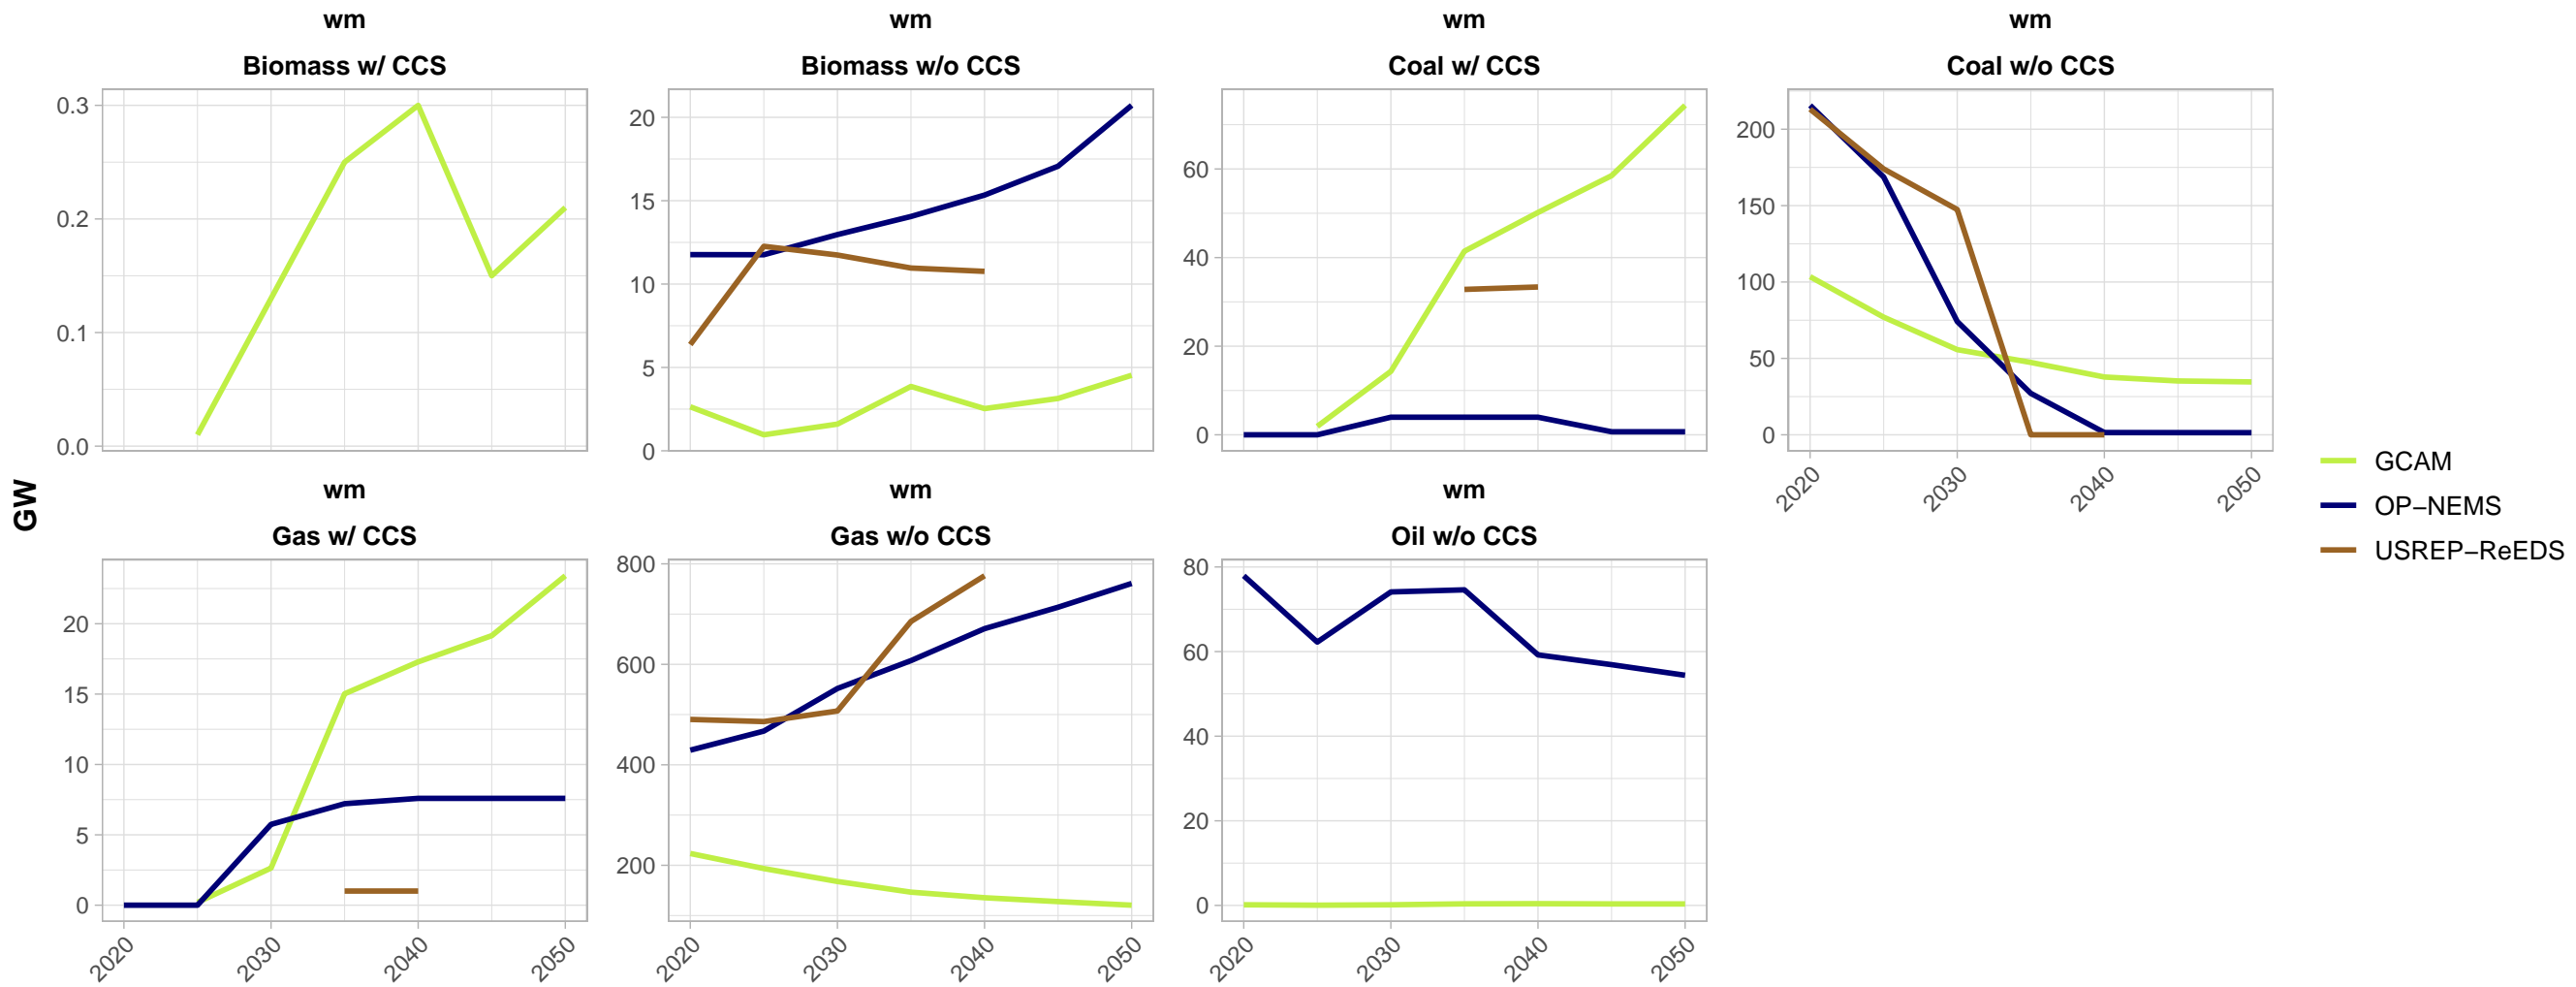 wm
Biomass w/ CCS
0.3
0.2
0.1
0.0
wm
Biomass w/o CCS
20
15
10
5
0
wm
Coal w/ CCS
60
40
20
0
wm
Coal w/o CCS
200
150
100
50
0
2020
2030
2040
2050
GW
wm
Gas w/ CCS
20
15
10
5
0
2020
2030
2040
2050
wm
Gas w/o CCS
800
600
400
200
2020
2030
2040
2050
wm
Oil w/o CCS
80
60
40
20
0
2020
2030
2040
2050
GCAM
OP−NEMS
USREP−ReEDS